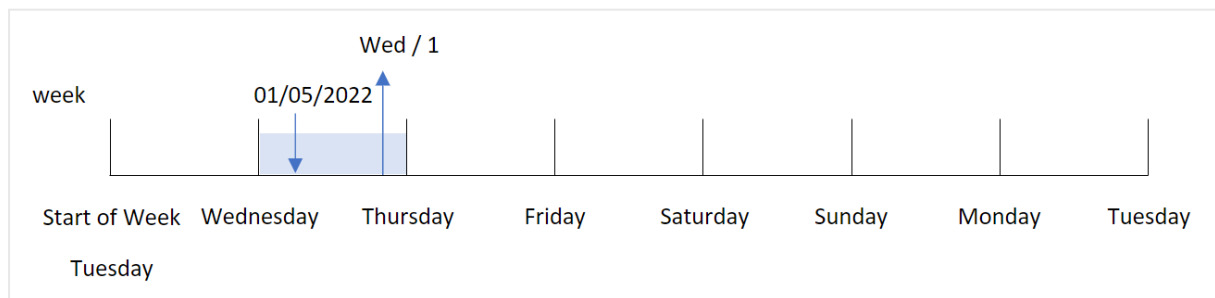 Wed / 1
week 01/05/2022
Start of Week Wednesday Thursday Friday Saturday Sunday Monday Tuesday
Tuesday